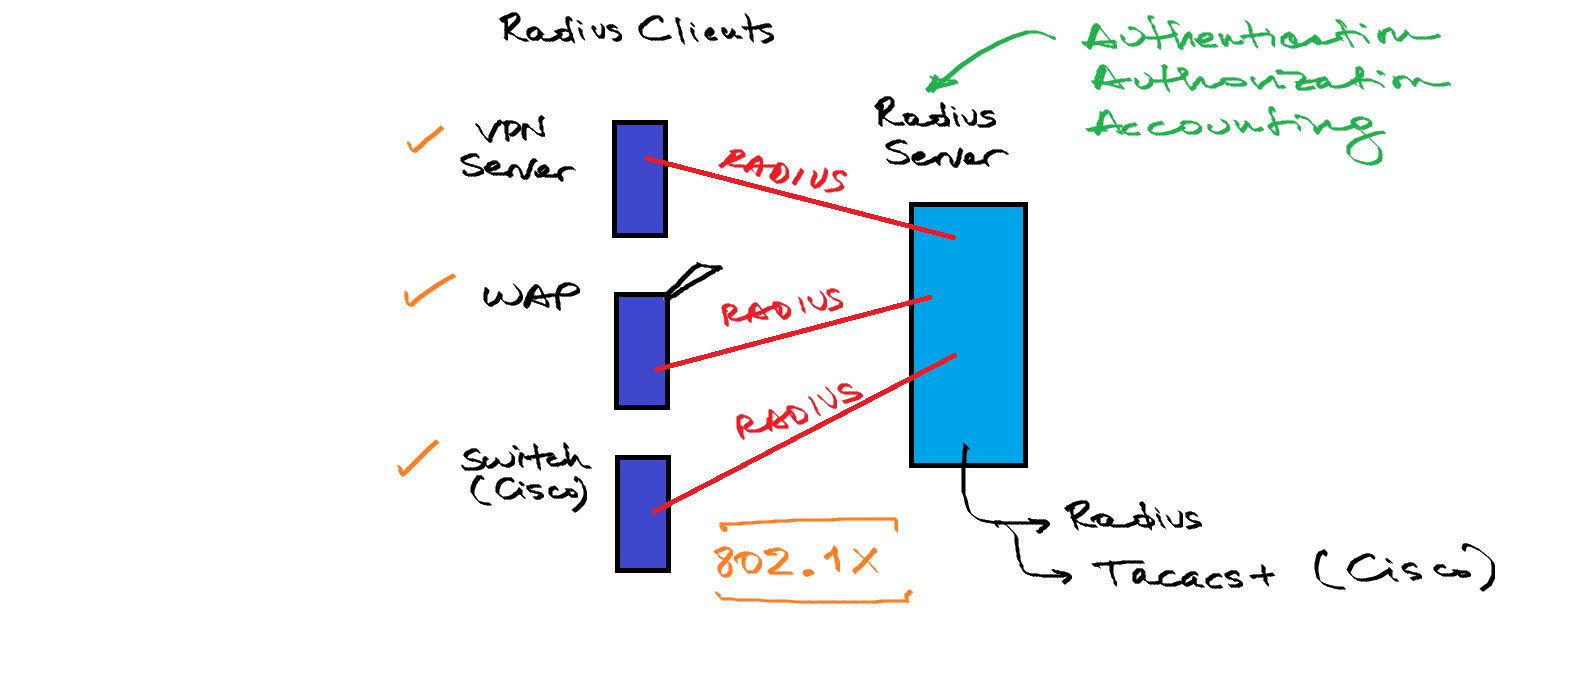 Radius Clients
Authentication
Authorization
Accounting
Radius
Server
VPN
Server
RADIUS
WAP
RADIUS
Switch
(Cisco)
RADIUS
802.1X
Radius
Tacacs+ (Cisco)